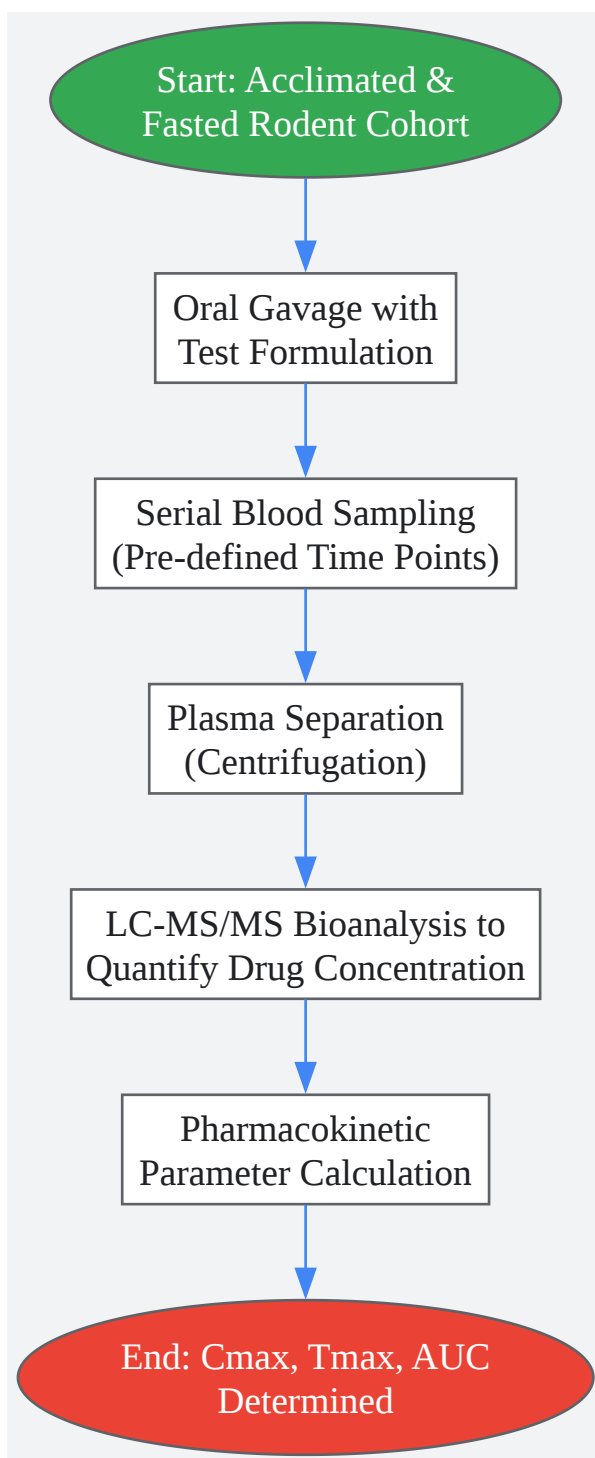 Start: Acclimated &
Fasted Rodent Cohort
Oral Gavage with
Test Formulation
Serial Blood Sampling
(Pre-defined Time Points)
Plasma Separation
(Centrifugation)
LC-MS/MS Bioanalysis to
Quantify Drug Concentration
Pharmacokinetic
Parameter Calculation
End: Cmax, Tmax, AUC
Determined